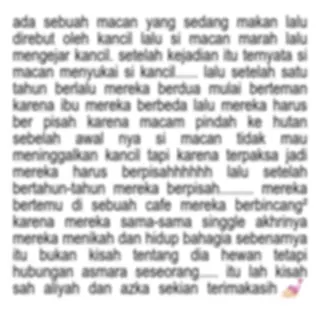 ada sebuah macan yang sedang makan lalu
direbut oleh kancil lalu si macan marah lalu
mengejar kancil. setelah kejadian itu ternyata si
macan menyukai si kancil...... lalu setelah satu
tahun berlalu mereka berdua mulai berteman
karena ibu mereka berbeda lalu mereka harus
ber pisah karena macam pindah ke hutan
sebelah awal nya si macan tidak mau
meninggalkan kancil tapi karena terpaksa jadi
mereka harus berpisahhhhhh lalu setelah
bertahun-tahun mereka berpisah.......... mereka
bertemu di sebuah cafe mereka berbincang²
karena mereka sama-sama singgle akhrinya
mereka menikah dan hidup bahagia sebenarnya
itu bukan kisah tentang dia hewan tetapi
hubungan asmara seseorang..... itu lah kisah
sah aliyah dan azka sekian terimakasih 💅